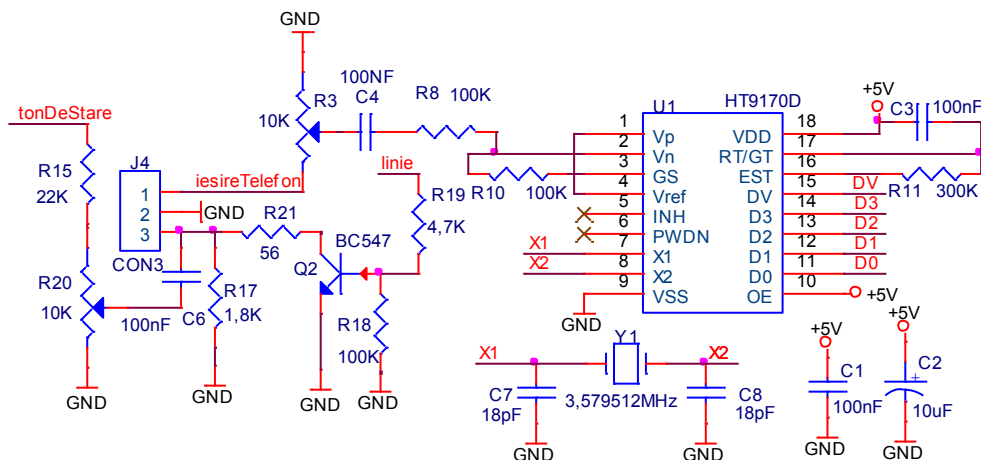 GND
tonDeStare
R15
22K
R20
10K
GND
J4
1
2
3
CON3
iesireTelefon
GND
R3
10K
100NF
C4
R8
100K
R21
56
100nF
C6
R17
1,8K
GND
linie
R19
4,7K
BC547
Q2
GND
R18
100K
GND
R10
100K
U1
HT9170D
1 Vp
2 Vn
3 GS
4 Vref
5 INH
6 PWDN
7 X1
8 X2
9 VSS
18 VDD
17 RT/GT
16 EST
15 DV
14 D3
13 D2
12 D1
11 D0
10 OE
X1
X2
GND
+5V
C3
100nF
R11
300K
DV
D3
D2
D1
D0
+5V
X1
Y1
X2
C7
18pF
GND
3,579512MHz
C8
18pF
GND
+5V
C1
100nF
GND
+5V
C2
+
10uF
GND